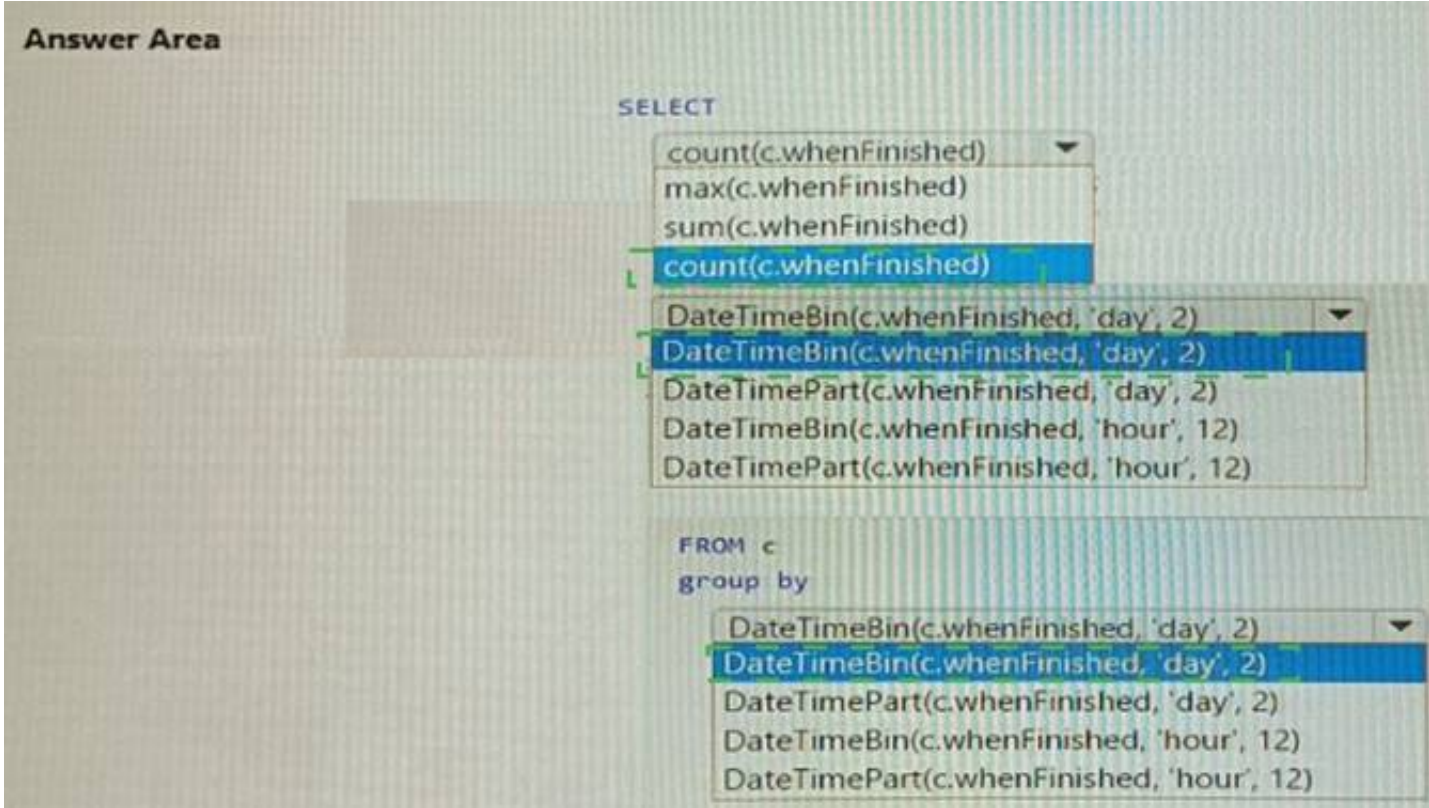 Answer Area
SELECT
count(c.whenFinished)
max(c.whenFinished)
sum(c.whenFinished)
count(c.whenFinished)
DateTimeBin(c.whenFinished, 'day', 2)
DateTimeBin(c.whenFinished, 'day', 2)
DateTimePart(c.whenFinished, 'day', 2)
DateTimeBin(c.whenFinished, 'hour', 12)
DateTimePart(c.whenFinished, 'hour', 12)
FROM c
group by
DateTimeBin(c.whenFinished, 'day', 2)
DateTimeBin(c.whenFinished, 'day', 2)
DateTimePart(c.whenFinished, 'day', 2)
DateTimeBin(c.whenFinished, 'hour', 12)
DateTimePart(c.whenFinished, 'hour', 12)